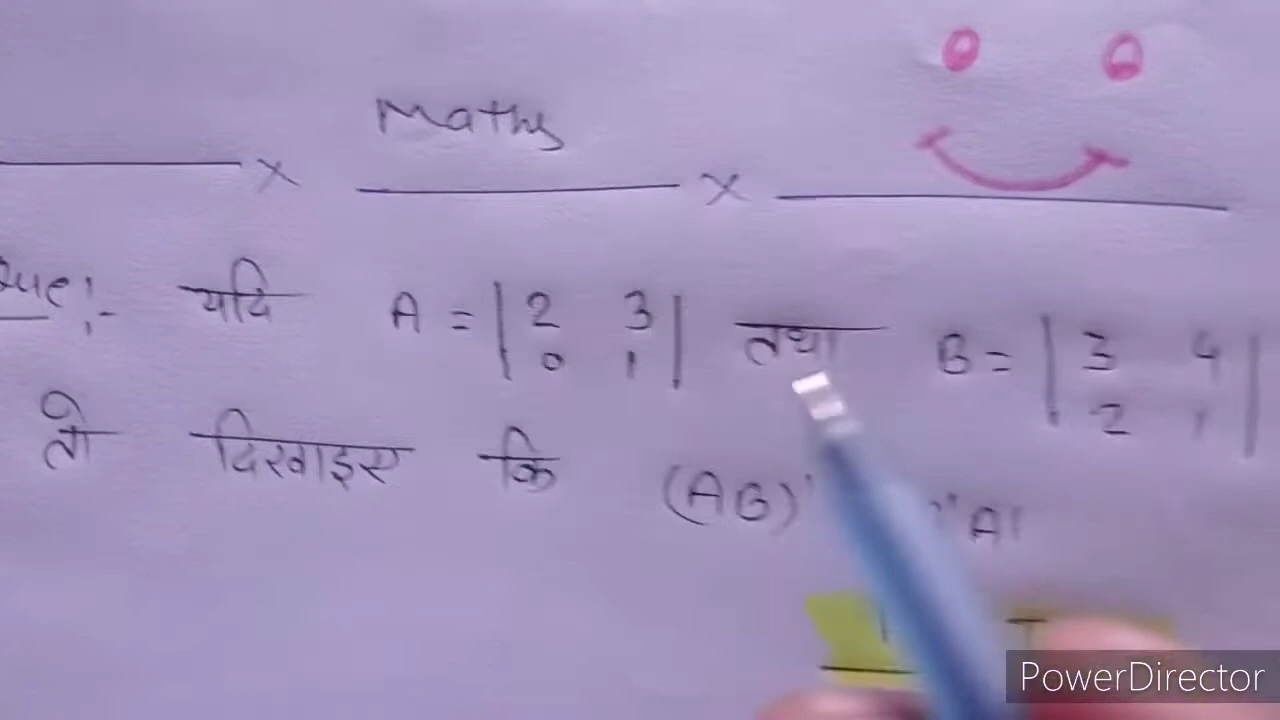 Maths
x x
Que:- यदि A = | 2 3 | तथा B = | 3 4 |
0 1 2 1
तो दिखाइए कि (AB)' "A'
T
PowerDirector